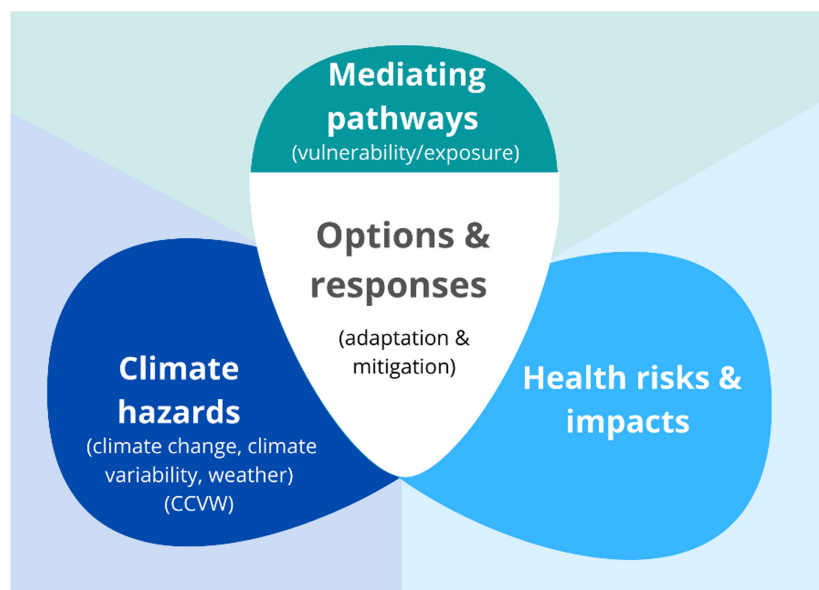 Mediating
pathways
(vulnerability/exposure)
Options &
responses
(adaptation &
mitigation)
Climate
hazards
(climate change, climate
variability, weather)
(CCVW)
Health risks &
impacts